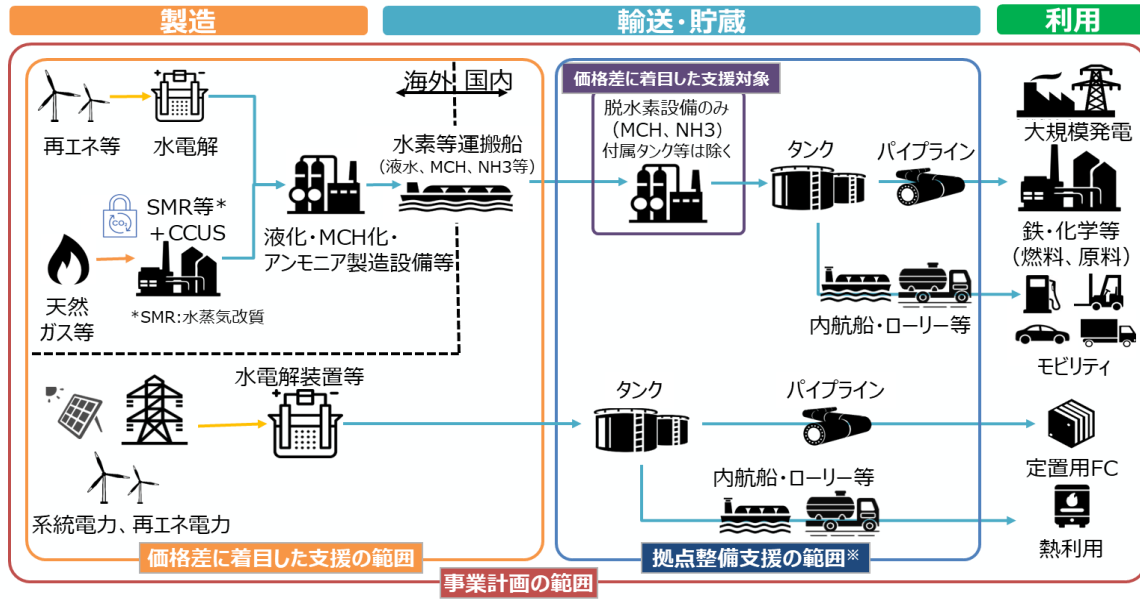 製造
輸送・貯蔵
利用
海外 国内
価格差に着目した支援対象
脱水素設備のみ
（MCH、NH3）
付属タンク等は除く
再エネ等
水電解
水素等運搬船
（液水、MCH、NH3等）
タンク
パイプライン
大規模発電
CO2
SMR等*
＋CCUS
液化・MCH化・
アンモニア製造設備等
天然
ガス等
*SMR:水蒸気改質
鉄・化学等
（燃料、原料）
内航船・ローリー等
モビリティ
水電解装置等
タンク
パイプライン
定置用FC
内航船・ローリー等
系統電力、再エネ電力
熱利用
価格差に着目した支援の範囲
拠点整備支援の範囲※
事業計画の範囲